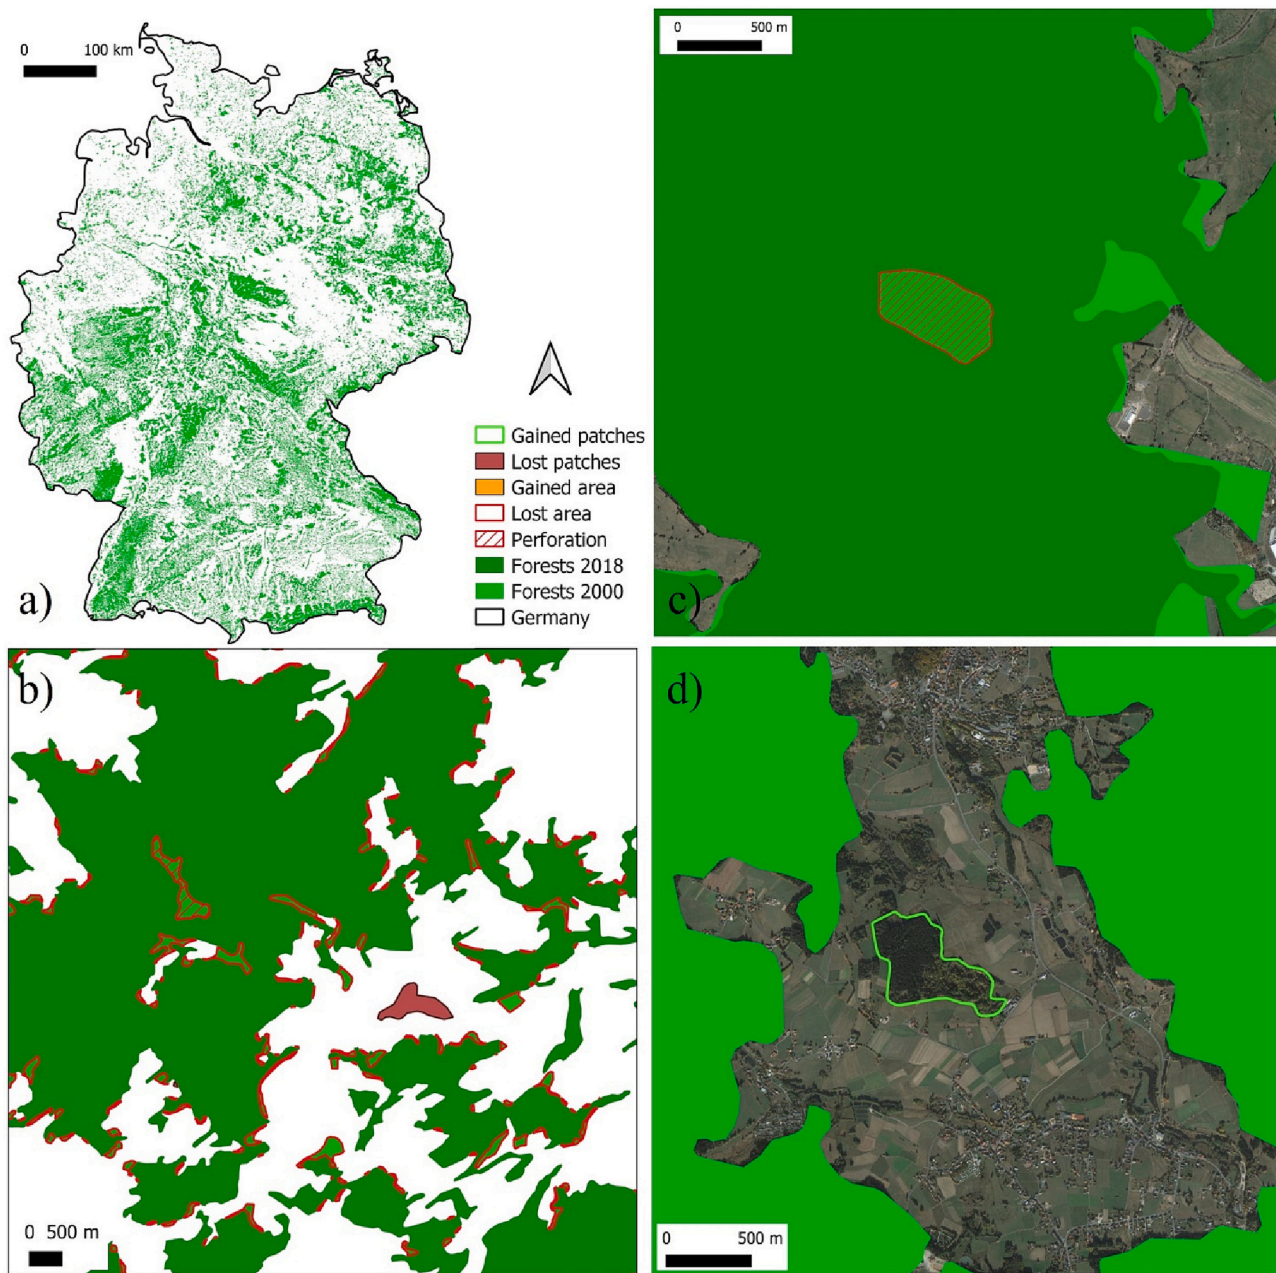 0 100 km
Gained patches
Lost patches
Gained area
Lost area
Perforation
Forests 2018
Forests 2000
Germany
a)
0 500 m
c)
b)
0 500 m
d)
0 500 m